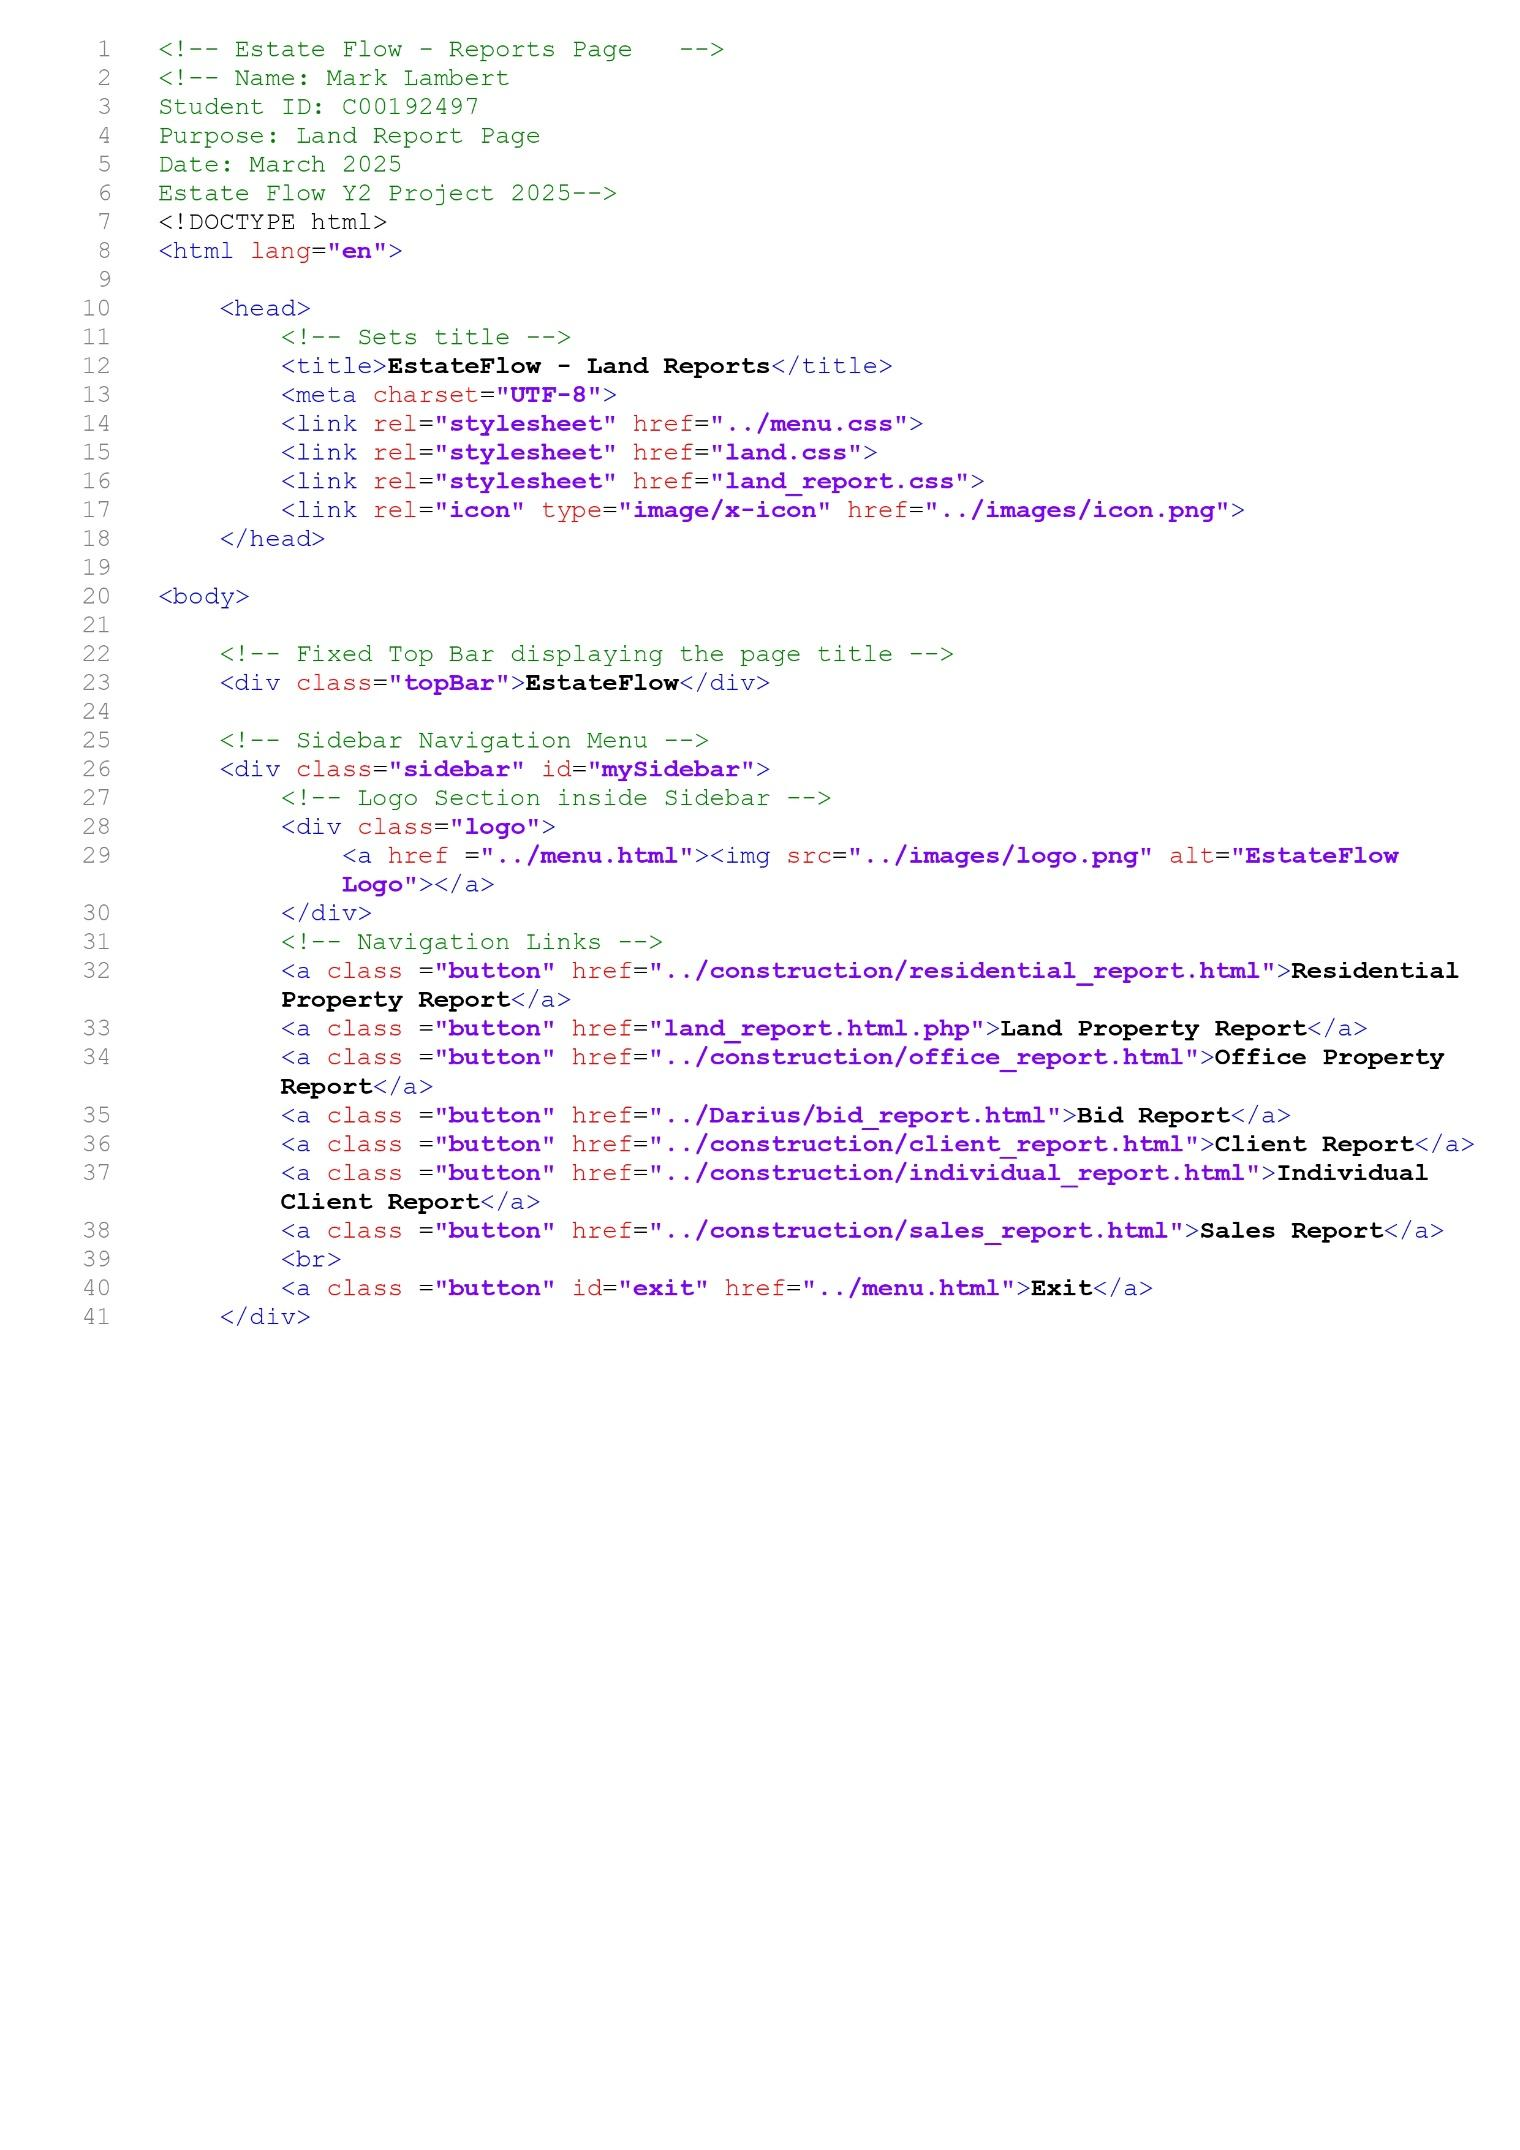 1 <!-- Estate Flow - Reports Page   -->
2 <!-- Name: Mark Lambert
3 Student ID: C00192497
4 Purpose: Land Report Page
5 Date: March 2025
6 Estate Flow Y2 Project 2025-->
7 <!DOCTYPE html>
8 <html lang="en">
9
10     <head>
11         <!-- Sets title -->
12         <title>EstateFlow - Land Reports</title>
13         <meta charset="UTF-8">
14         <link rel="stylesheet" href="../menu.css">
15         <link rel="stylesheet" href="land.css">
16         <link rel="stylesheet" href="land_report.css">
17         <link rel="icon" type="image/x-icon" href="../images/icon.png">
18     </head>
19
20 <body>
21
22     <!-- Fixed Top Bar displaying the page title -->
23     <div class="topBar">EstateFlow</div>
24
25     <!-- Sidebar Navigation Menu -->
26     <div class="sidebar" id="mySidebar">
27         <!-- Logo Section inside Sidebar -->
28         <div class="logo">
29             <a href ="../menu.html"><img src="../images/logo.png" alt="EstateFlow
Logo"></a>
30         </div>
31         <!-- Navigation Links -->
32         <a class ="button" href="../construction/residential_report.html">Residential
Property Report</a>
33         <a class ="button" href="land_report.html.php">Land Property Report</a>
34         <a class ="button" href="../construction/office_report.html">Office Property
Report</a>
35         <a class ="button" href="../Darius/bid_report.html">Bid Report</a>
36         <a class ="button" href="../construction/client_report.html">Client Report</a>
37         <a class ="button" href="../construction/individual_report.html">Individual
Client Report</a>
38         <a class ="button" href="../construction/sales_report.html">Sales Report</a>
39         <br>
40         <a class ="button" id="exit" href="../menu.html">Exit</a>
41     </div>